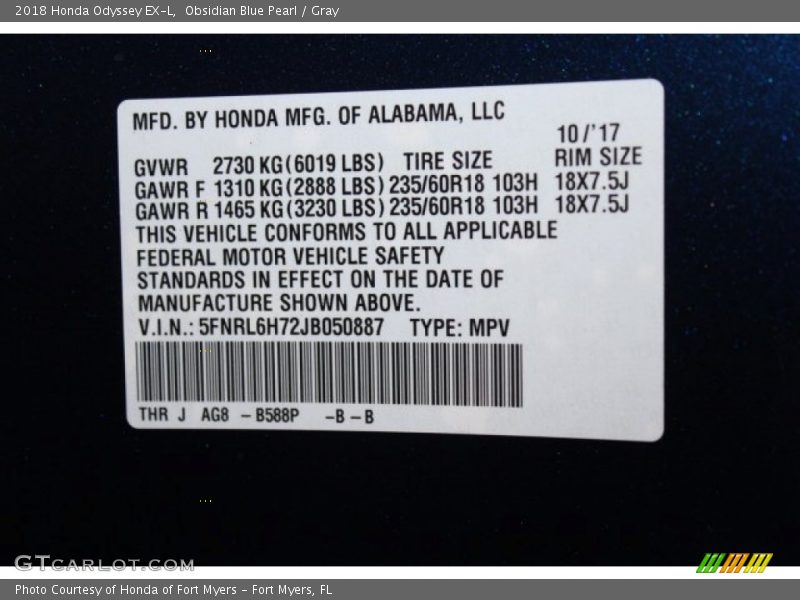 2018 Honda Odyssey EX-L,  Obsidian Blue Pearl / Gray
MFD. BY HONDA MFG. OF ALABAMA, LLC
10/'17
GVWR 2730 KG(6019 LBS) TIRE SIZE RIM SIZE
GAWR F 1310 KG(2888 LBS) 235/60R18 103H 18X7.5J
GAWR R 1465 KG(3230 LBS) 235/60R18 103H 18X7.5J
THIS VEHICLE CONFORMS TO ALL APPLICABLE
FEDERAL MOTOR VEHICLE SAFETY
STANDARDS IN EFFECT ON THE DATE OF
MANUFACTURE SHOWN ABOVE.
V.I.N.: 5FNRL6H72JB050887 TYPE: MPV
THR J AG8 - B588P -B - B
GTCARLOT.COM
Photo Courtesy of Honda of Fort Myers - Fort Myers, FL